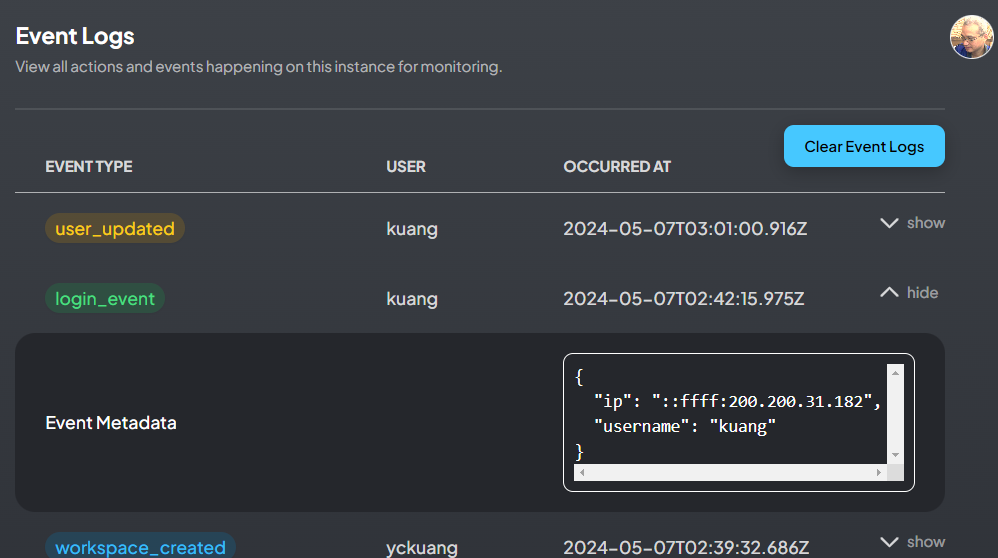 Event Logs
View all actions and events happening on this instance for monitoring.
Clear Event Logs
EVENT TYPE USER OCCURRED AT
user_updated kuang 2024-05-07T03:01:00.916Z show
login_event kuang 2024-05-07T02:42:15.975Z hide
Event Metadata
{
"ip": "::ffff:200.200.31.182",
"username": "kuang"
}
workspace_created yckuang 2024-05-07T02:39:32.686Z show